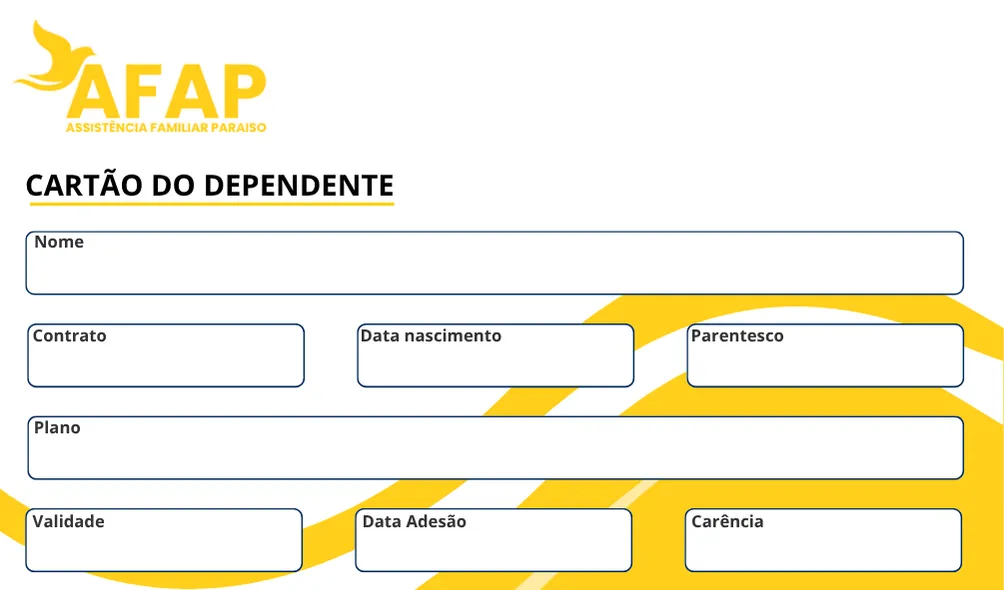 AFAP
ASSISTÊNCIA FAMILIAR PARAISO
CARTÃO DO DEPENDENTE
Nome
Contrato
Data nascimento
Parentesco
Plano
Validade
Data Adesão
Carência